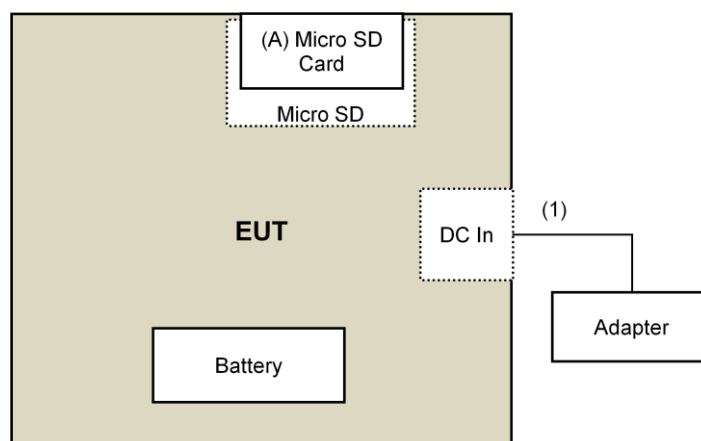 (A) Micro SD
Card
Micro SD
(1)
EUT
DC In
Adapter
Battery